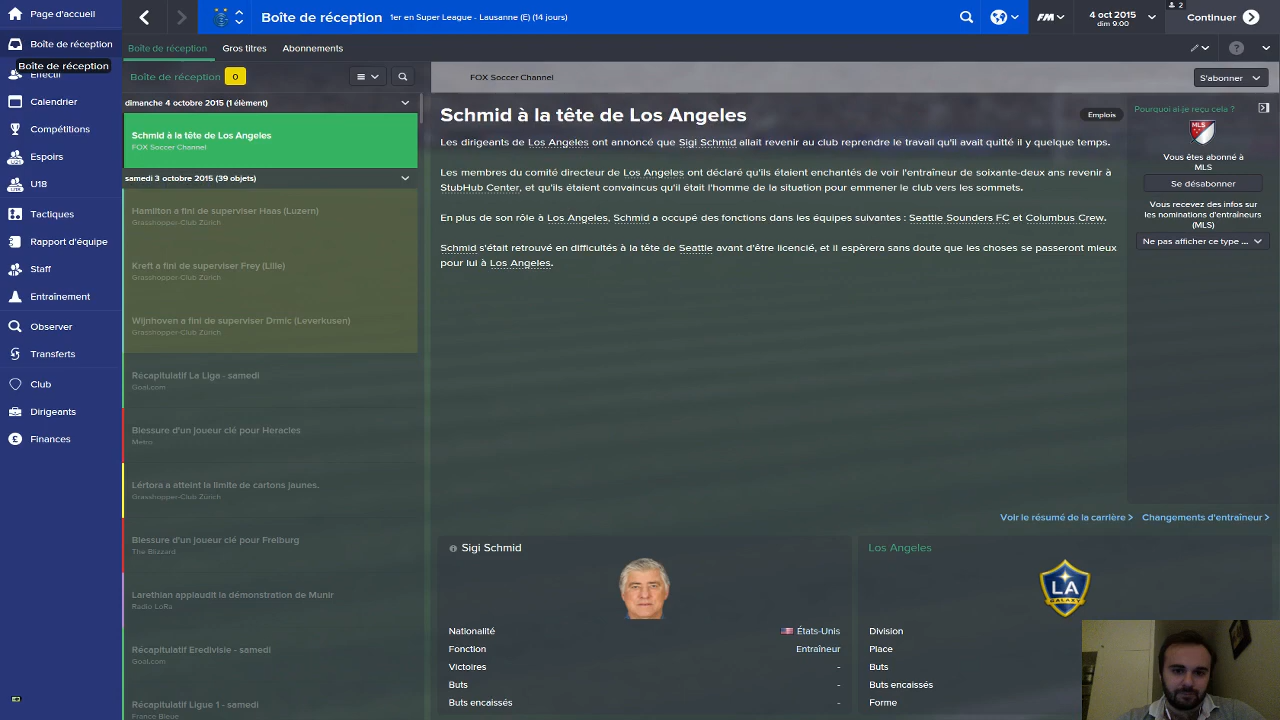 Page d'accueil
Boîte de réception
Boîte de réception
Effectif
Calendrier
Compétitions
Espoirs
U18
Tactiques
Rapport d'équipe
Staff
Entraînement
Observer
Transferts
Club
Dirigeants
Finances
Boîte de réception
1er en Super League - Lausanne (E) (14 jours)
FM
4 oct 2015
dim 9:00
2
Continuer
Boîte de réception
Gros titres
Abonnements
Boîte de réception 0
dimanche 4 octobre 2015 (1 élément)
Schmid à la tête de Los Angeles
FOX Soccer Channel
samedi 3 octobre 2015 (39 objets)
Hamilton a fini de superviser Haas (Luzern)
Grasshopper-Club Zürich
Kreft a fini de superviser Frey (Lille)
Grasshopper-Club Zürich
Wijnhoven a fini de superviser Drmic (Leverkusen)
Grasshopper-Club Zürich
Récapitulatif La Liga - samedi
Goal.com
Blessure d'un joueur clé pour Heracles
Metro
Lértora a atteint la limite de cartons jaunes.
Grasshopper-Club Zürich
Blessure d'un joueur clé pour Freiburg
The Blizzard
Larethian applaudit la démonstration de Munir
Radio LoRa
Récapitulatif Eredivisie - samedi
Goal.com
Récapitulatif Ligue 1 - samedi
France Bleue
FOX Soccer Channel
S'abonner
Schmid à la tête de Los Angeles
Emplois
Les dirigeants de Los Angeles ont annoncé que Sigi Schmid allait revenir au club reprendre le travail qu'il avait quitté il y quelque temps.
Les membres du comité directeur de Los Angeles ont déclaré qu'ils étaient enchantés de voir l'entraîneur de soixante-deux ans revenir à
StubHub Center, et qu'ils étaient convaincus qu'il était l'homme de la situation pour emmener le club vers les sommets.
En plus de son rôle à Los Angeles, Schmid a occupé des fonctions dans les équipes suivantes : Seattle Sounders FC et Columbus Crew.
Schmid s'était retrouvé en difficultés à la tête de Seattle avant d'être licencié, et il espèrera sans doute que les choses se passeront mieux
pour lui à Los Angeles.
Pourquoi ai-je reçu cela ?
MLS
Vous êtes abonné à
MLS
Se désabonner
Vous recevez des infos sur
les nominations d'entraîneurs
(MLS)
Ne pas afficher ce type ...
Voir le résumé de la carrière >
Changements d'entraîneur >
Sigi Schmid
Nationalité
États-Unis
Fonction
Entraîneur
Victoires
-
Buts
-
Buts encaissés
-
Los Angeles
LA
GALAXY
Division
Place
Buts
Buts encaissés
Forme